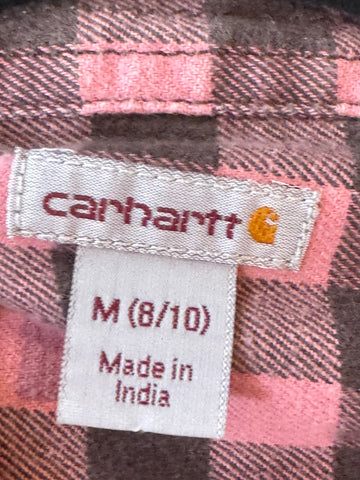 carhartt
M (8/10)
Made in
India